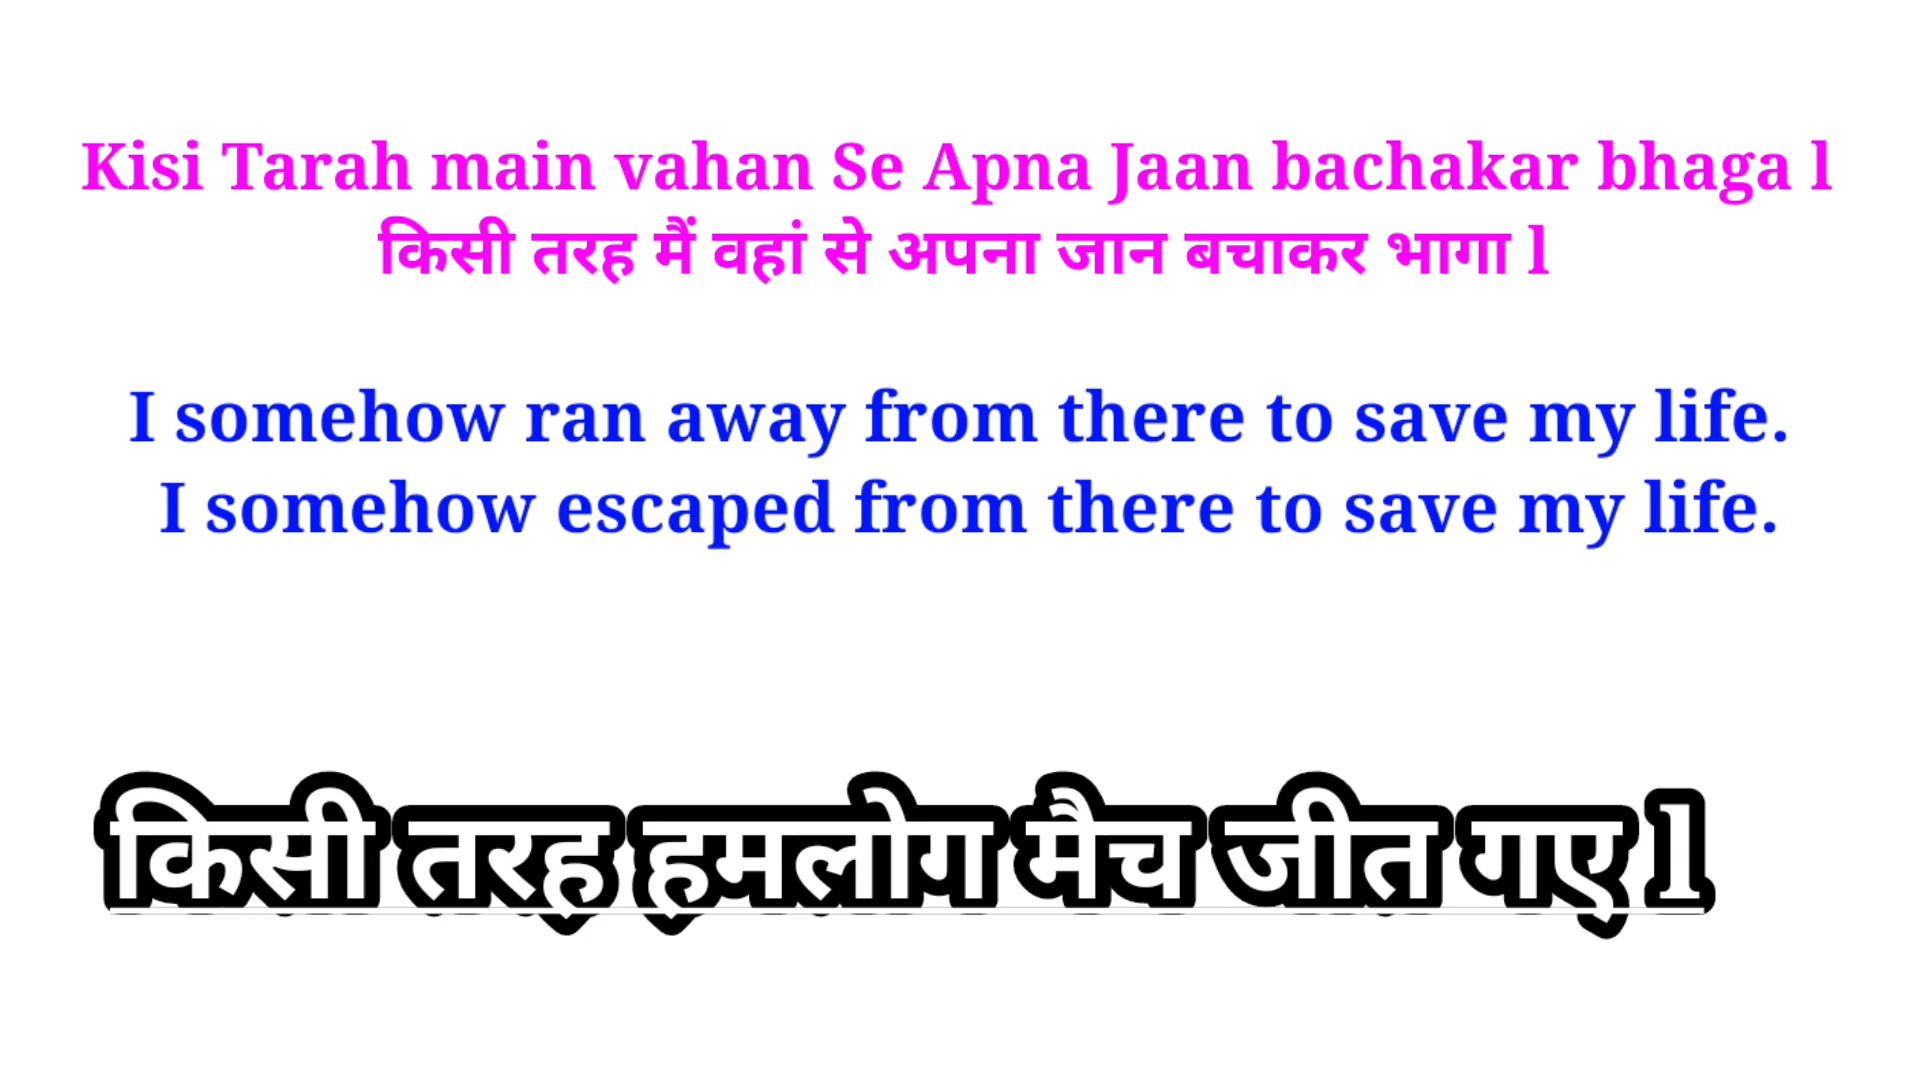 Kisi Tarah main vahan Se Apna Jaan bachakar bhaga l
किसी तरह मैं वहां से अपना जान बचाकर भागा l
I somehow ran away from there to save my life.
I somehow escaped from there to save my life.
किसी तरह हमलोग मैच जीत गए l